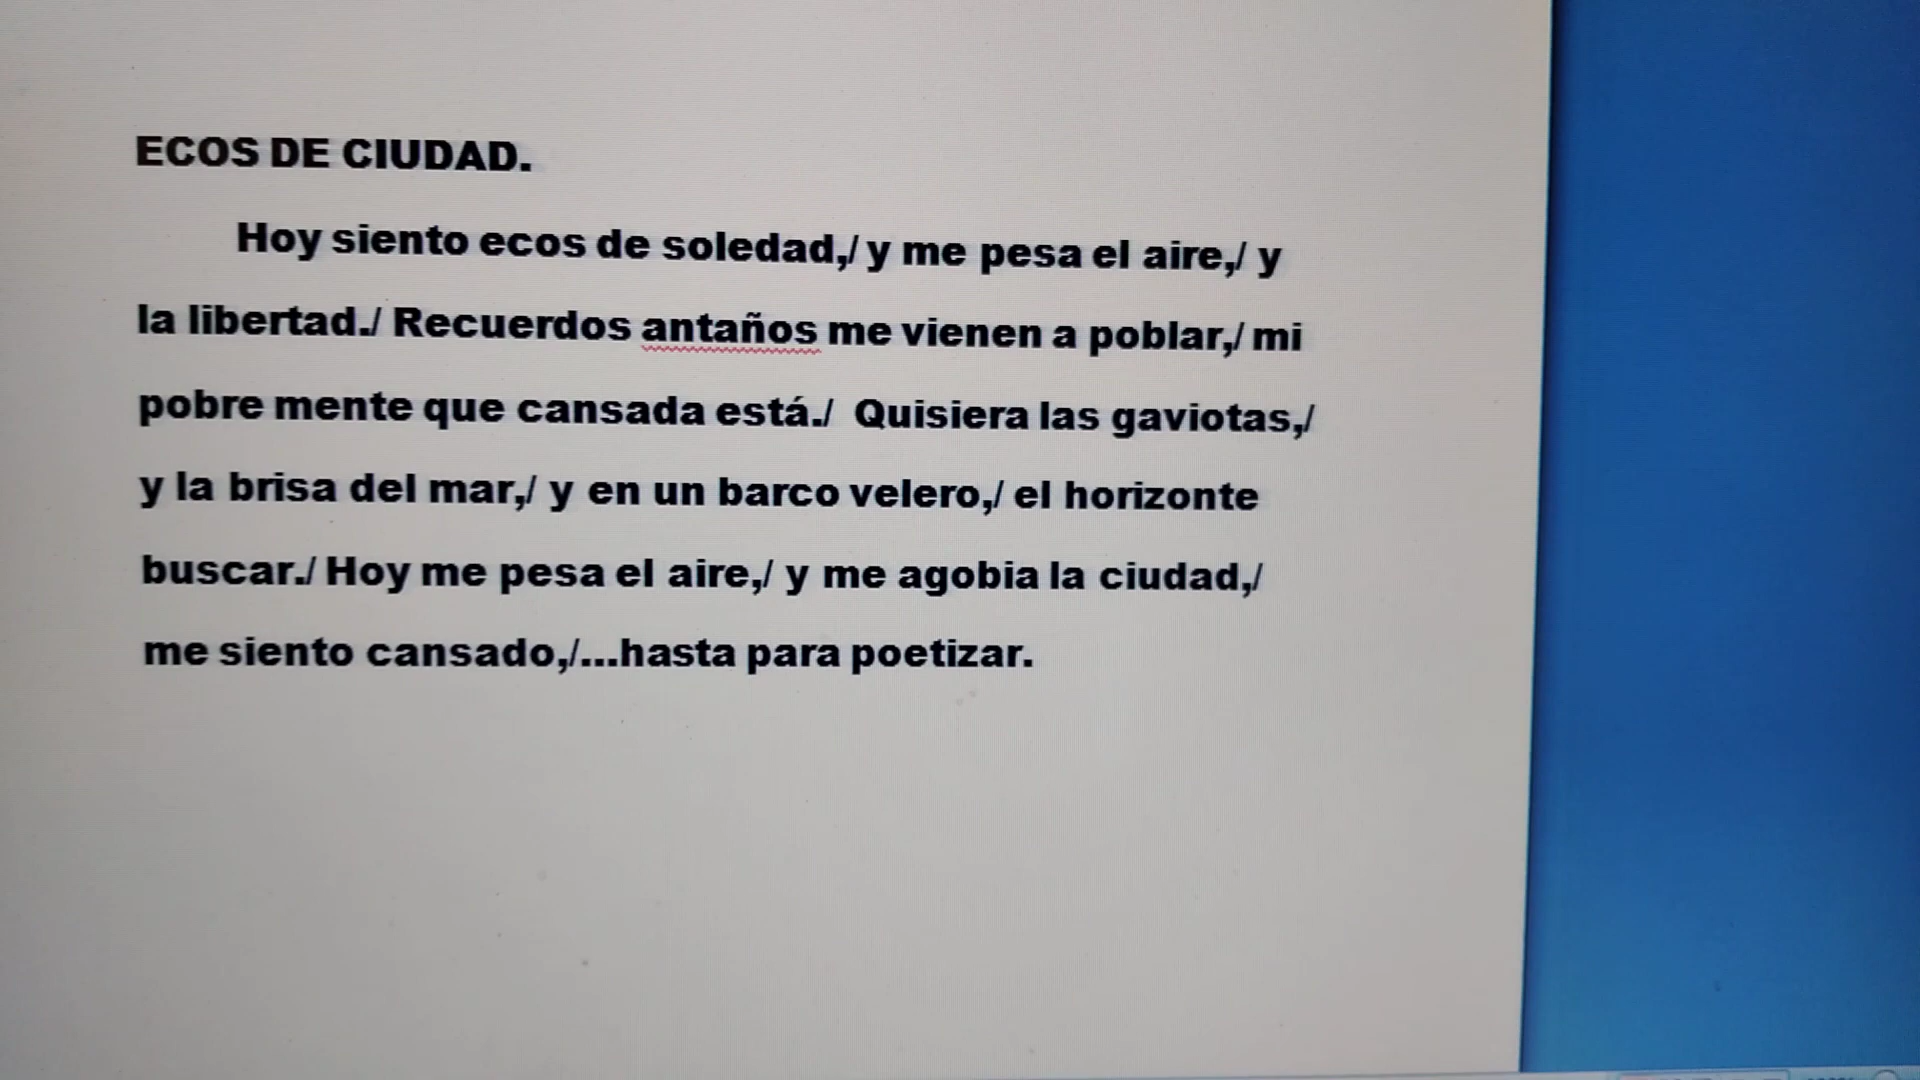 ECOS DE CIUDAD.
Hoy siento ecos de soledad,/ y me pesa el aire,/ y
la libertad./ Recuerdos antaños me vienen a poblar,/ mi
pobre mente que cansada está./ Quisiera las gaviotas,/
y la brisa del mar,/ y en un barco velero,/ el horizonte
buscar./ Hoy me pesa el aire,/ y me agobia la ciudad,/
me siento cansado,/...hasta para poetizar.